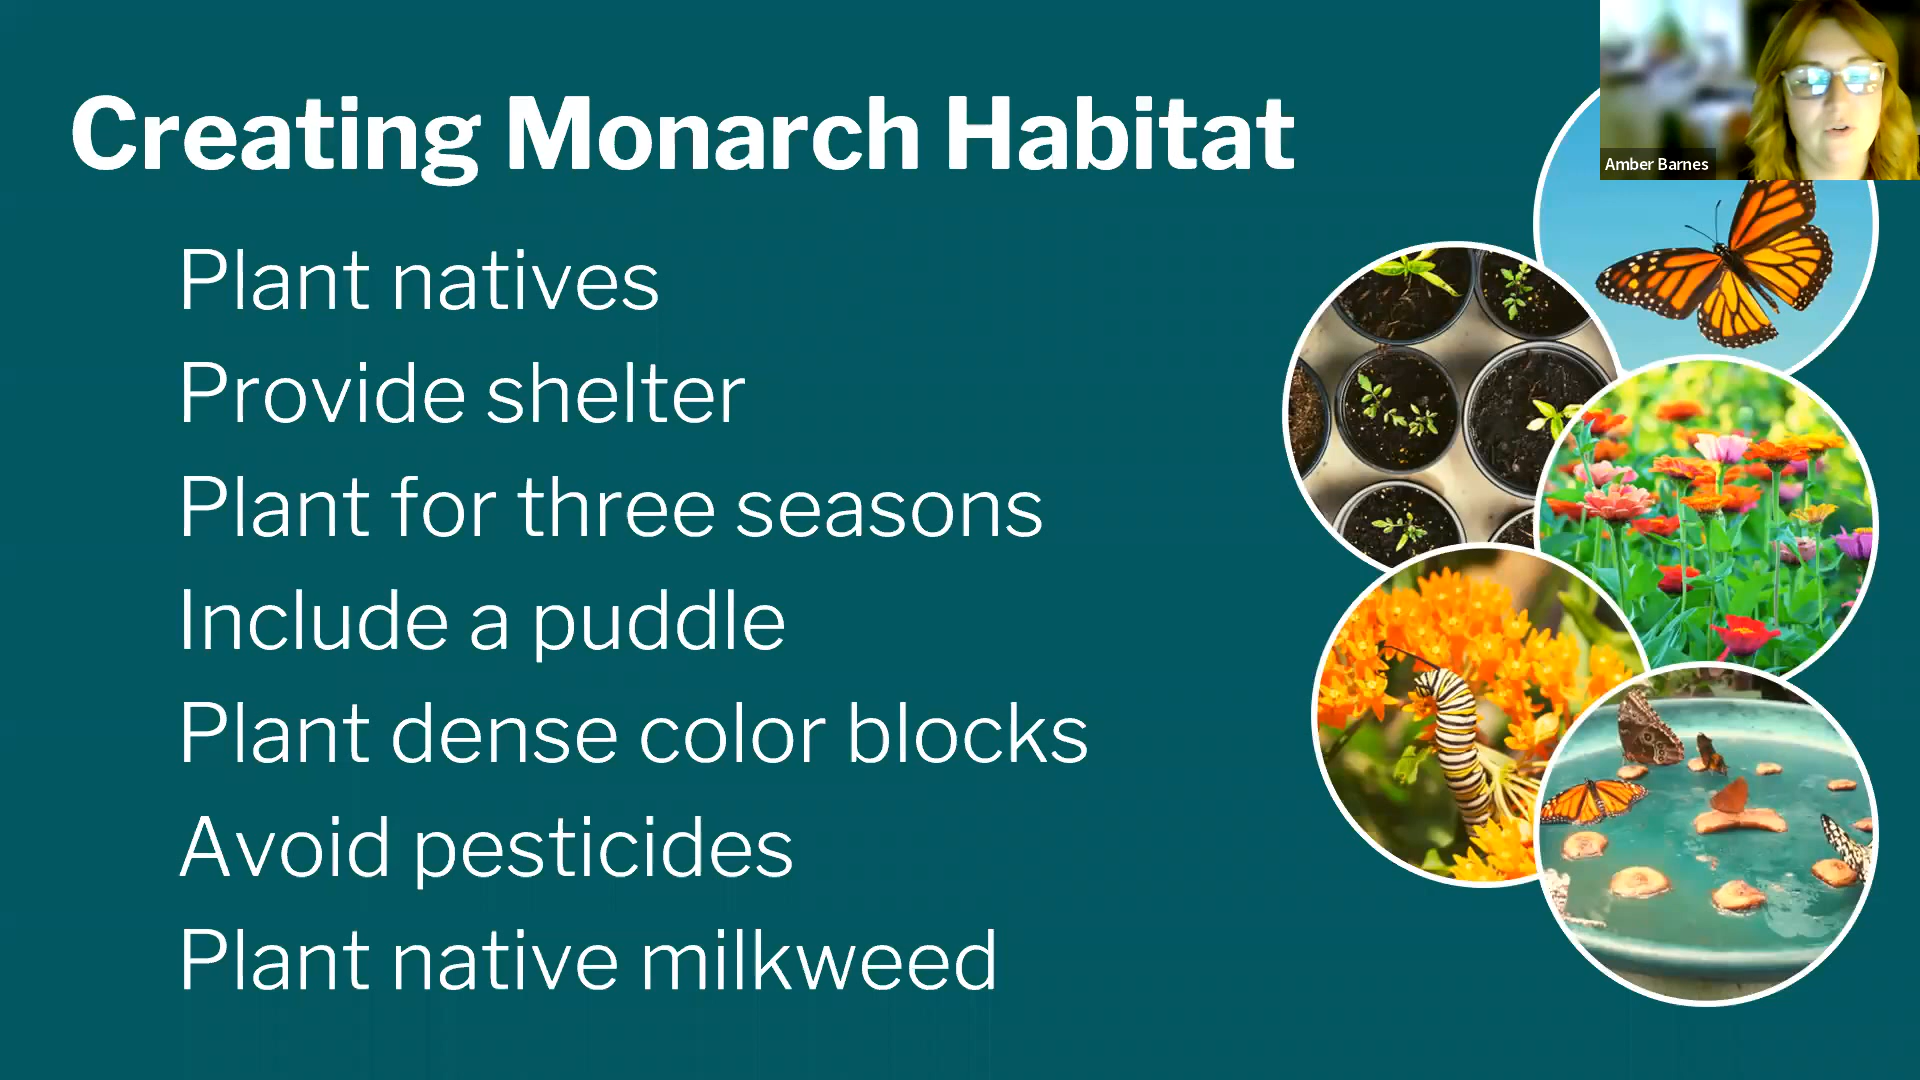 Creating Monarch Habitat
Plant natives
Provide shelter
Plant for three seasons
Include a puddle
Plant dense color blocks
Avoid pesticides
Plant native milkweed
Amber Barnes